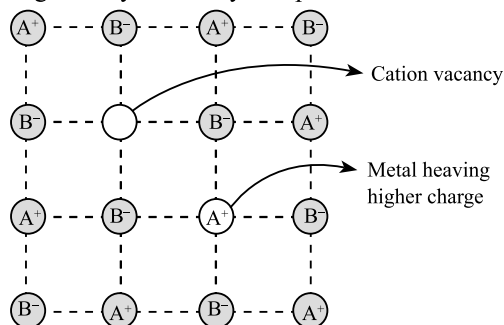 A⁺ B⁻ A⁺ B⁻
Cation vacancy
B⁻ B⁻ A⁺
Metal heaving
higher charge
A⁺ B⁻ A⁺ B⁻
B⁻ A⁺ B⁻ A⁺